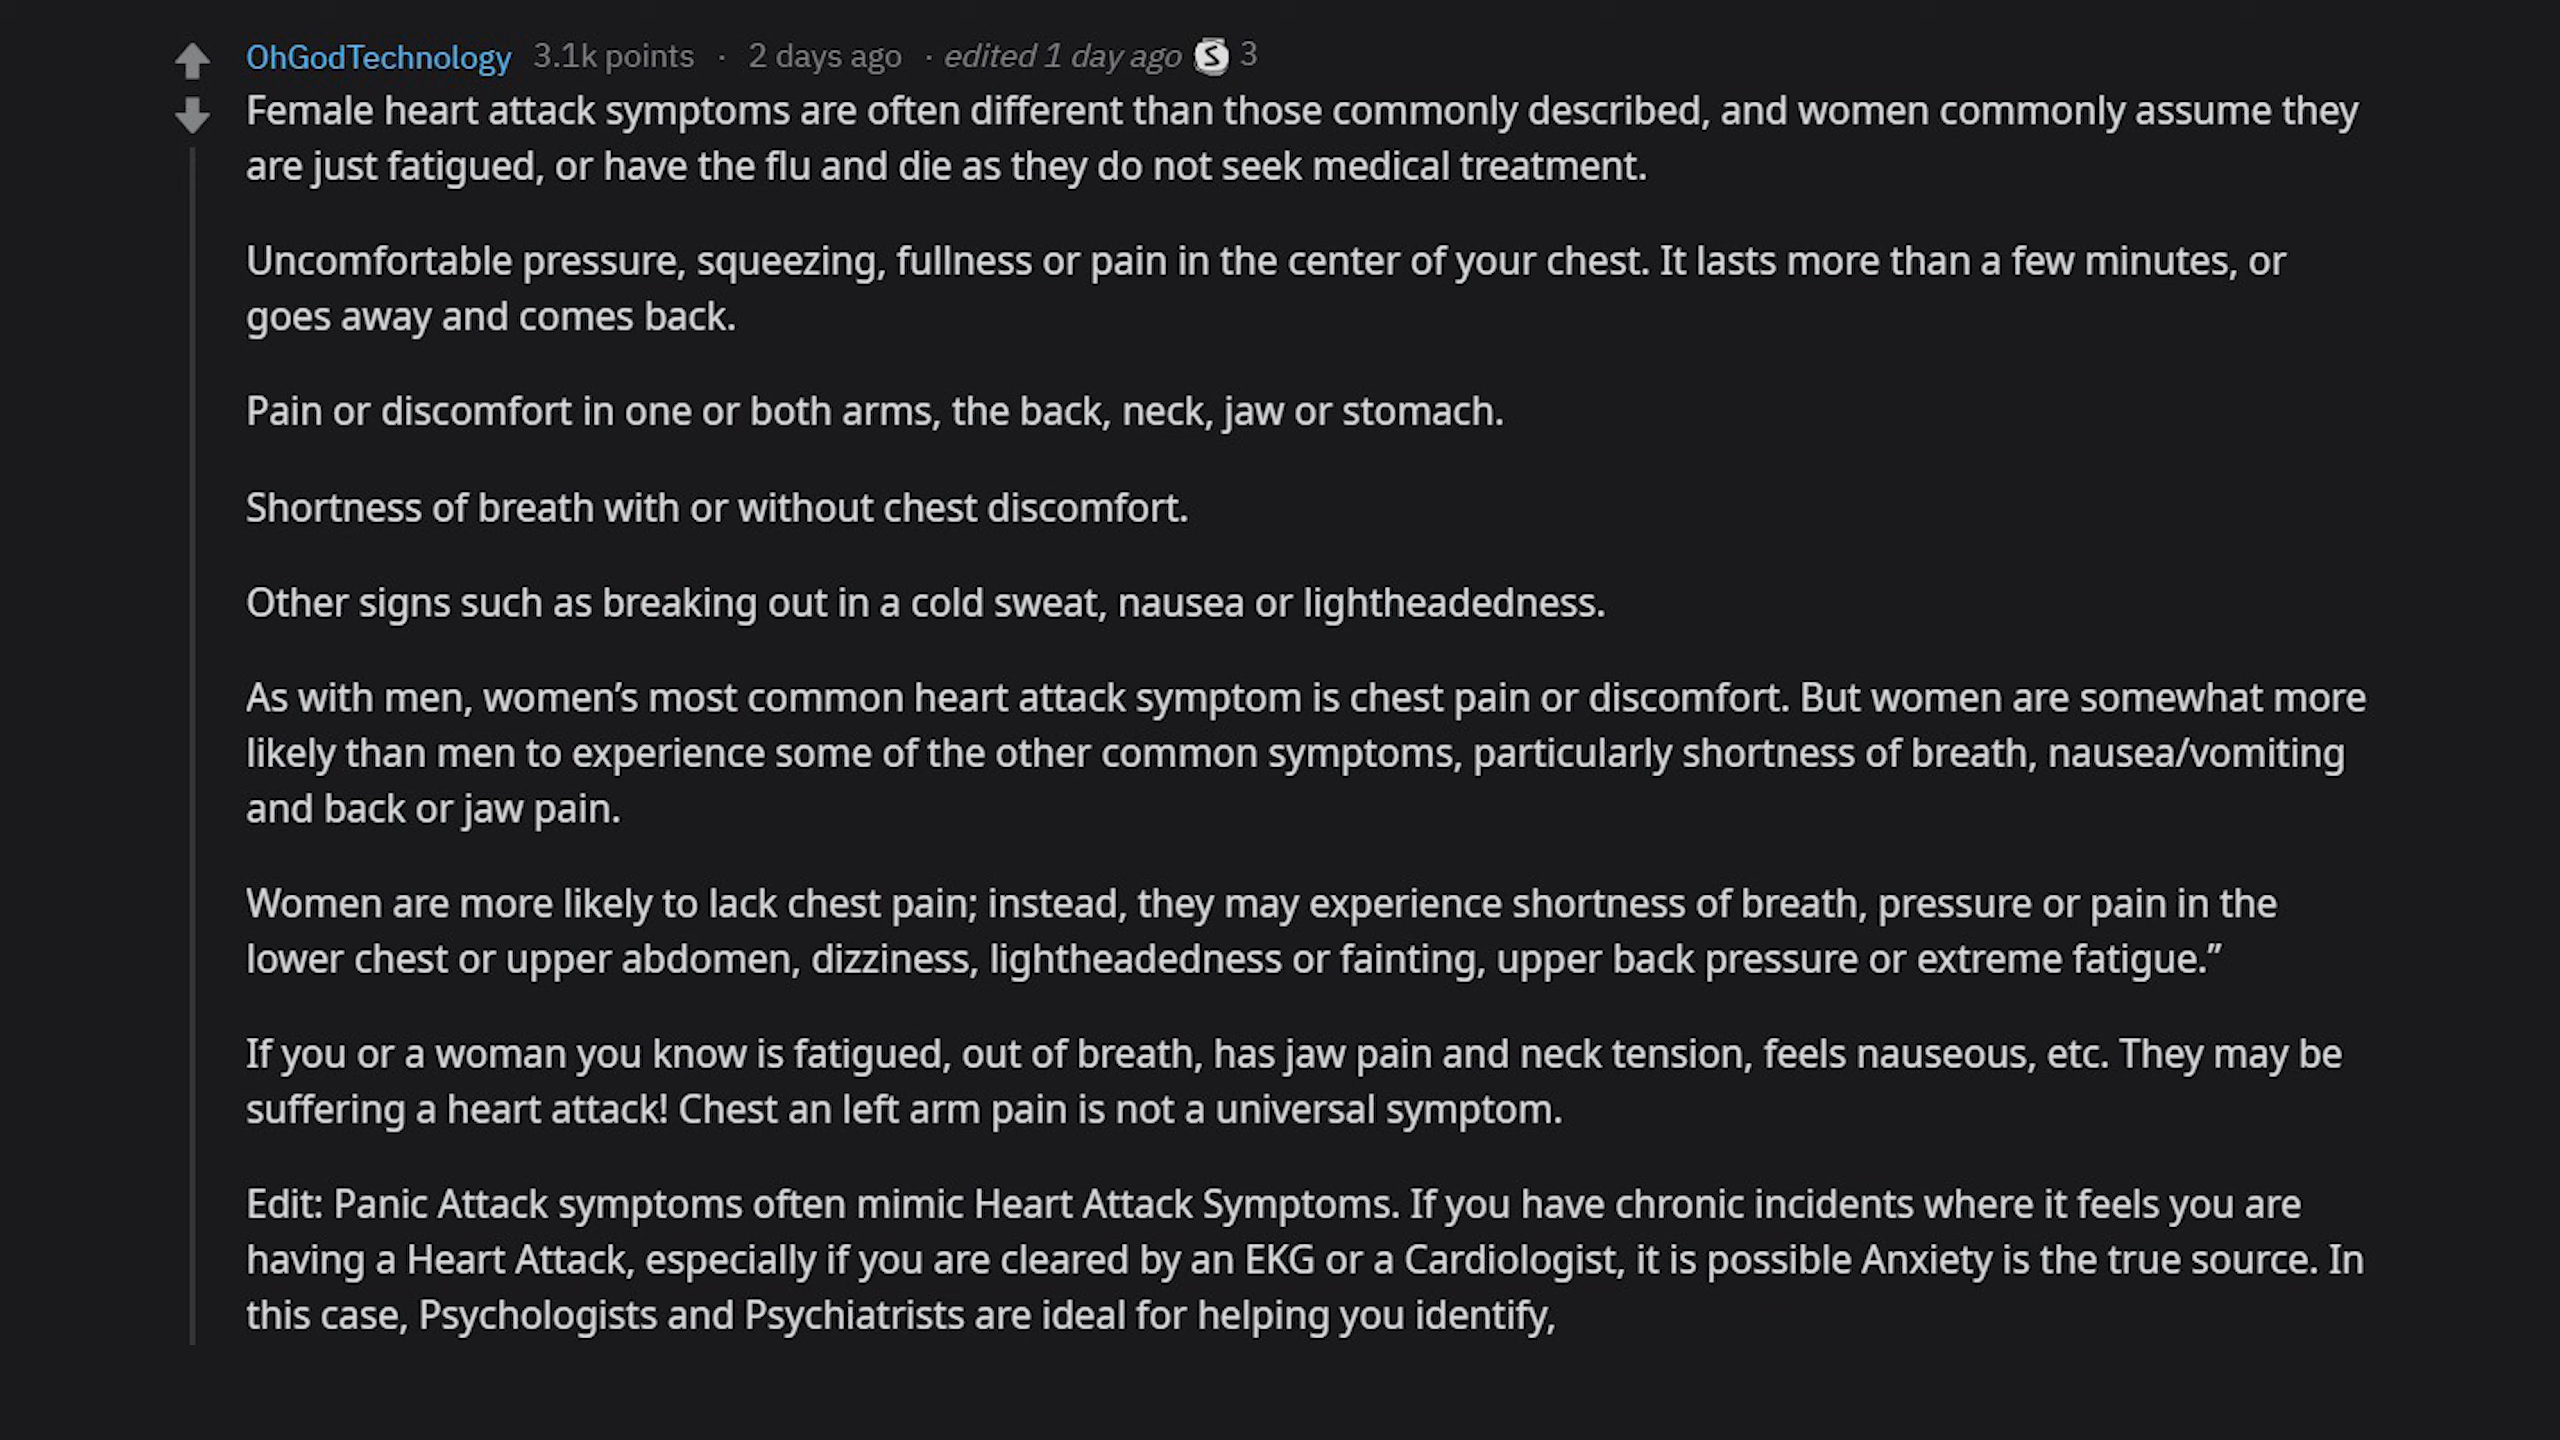 OhGodTechnology 3.1k points · 2 days ago · edited 1 day ago S 3
Female heart attack symptoms are often different than those commonly described, and women commonly assume they
are just fatigued, or have the flu and die as they do not seek medical treatment.
Uncomfortable pressure, squeezing, fullness or pain in the center of your chest. It lasts more than a few minutes, or
goes away and comes back.
Pain or discomfort in one or both arms, the back, neck, jaw or stomach.
Shortness of breath with or without chest discomfort.
Other signs such as breaking out in a cold sweat, nausea or lightheadedness.
As with men, women’s most common heart attack symptom is chest pain or discomfort. But women are somewhat more
likely than men to experience some of the other common symptoms, particularly shortness of breath, nausea/vomiting
and back or jaw pain.
Women are more likely to lack chest pain; instead, they may experience shortness of breath, pressure or pain in the
lower chest or upper abdomen, dizziness, lightheadedness or fainting, upper back pressure or extreme fatigue.”
If you or a woman you know is fatigued, out of breath, has jaw pain and neck tension, feels nauseous, etc. They may be
suffering a heart attack! Chest an left arm pain is not a universal symptom.
Edit: Panic Attack symptoms often mimic Heart Attack Symptoms. If you have chronic incidents where it feels you are
having a Heart Attack, especially if you are cleared by an EKG or a Cardiologist, it is possible Anxiety is the true source. In
this case, Psychologists and Psychiatrists are ideal for helping you identify,